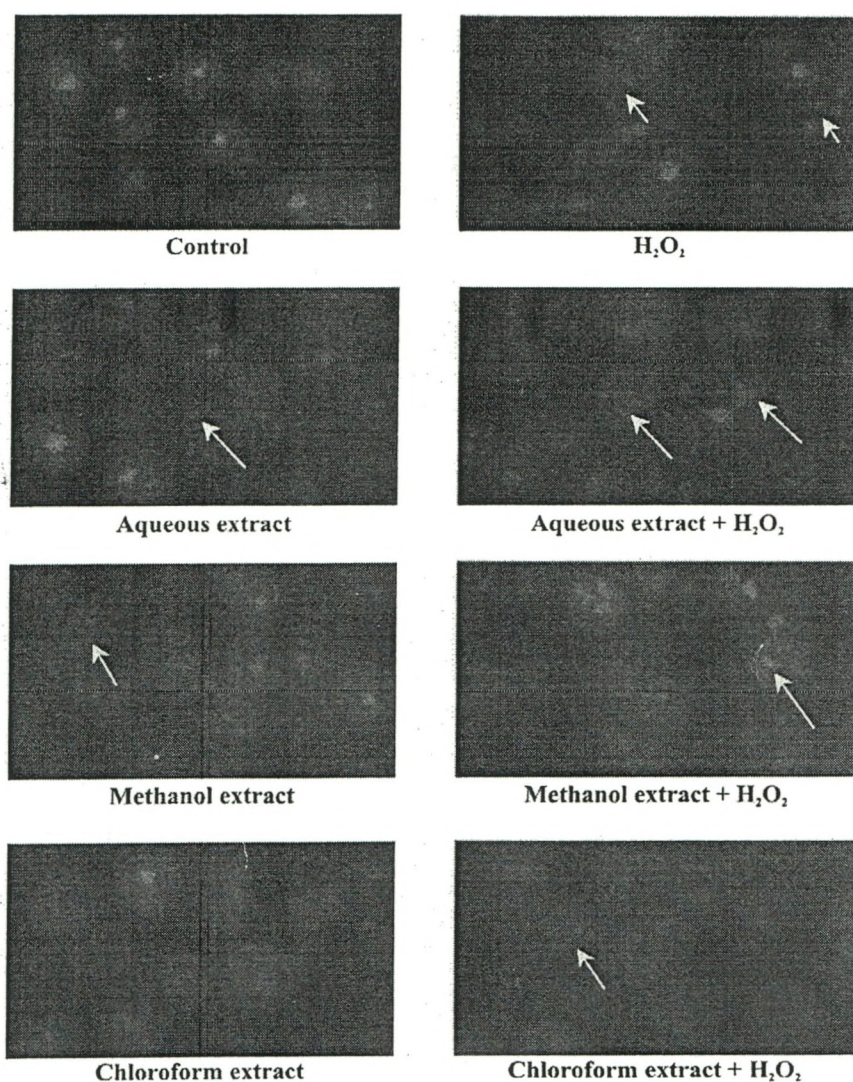 Control
H₂O₂
Aqueous extract
Aqueous extract + H₂O₂
Methanol extract
Methanol extract + H₂O₂
Chloroform extract
Chloroform extract + H₂O₂